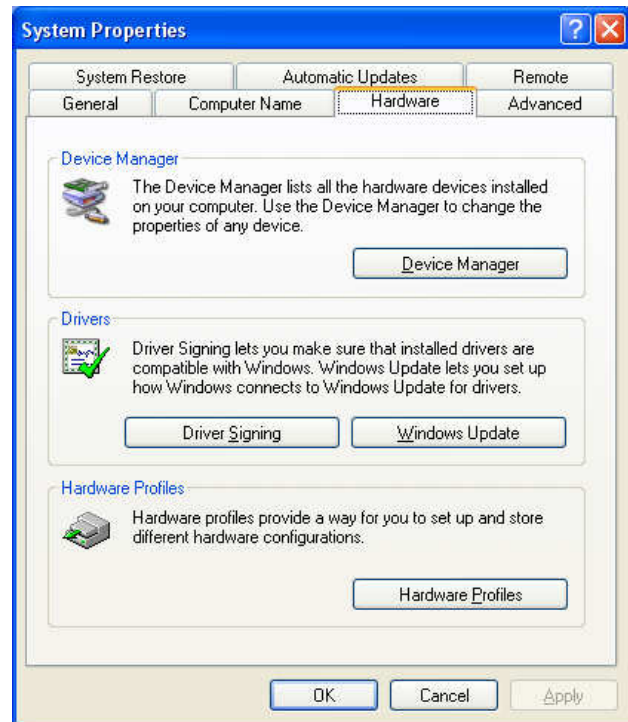 System Properties
System Restore Automatic Updates Remote
General Computer Name Hardware Advanced
Device Manager
The Device Manager lists all the hardware devices installed
on your computer. Use the Device Manager to change the
properties of any device.
Device Manager
Drivers
Driver Signing lets you make sure that installed drivers are
compatible with Windows. Windows Update lets you set up
how Windows connects to Windows Update for drivers.
Driver Signing Windows Update
Hardware Profiles
Hardware profiles provide a way for you to set up and store
different hardware configurations.
Hardware Profiles
OK Cancel Apply